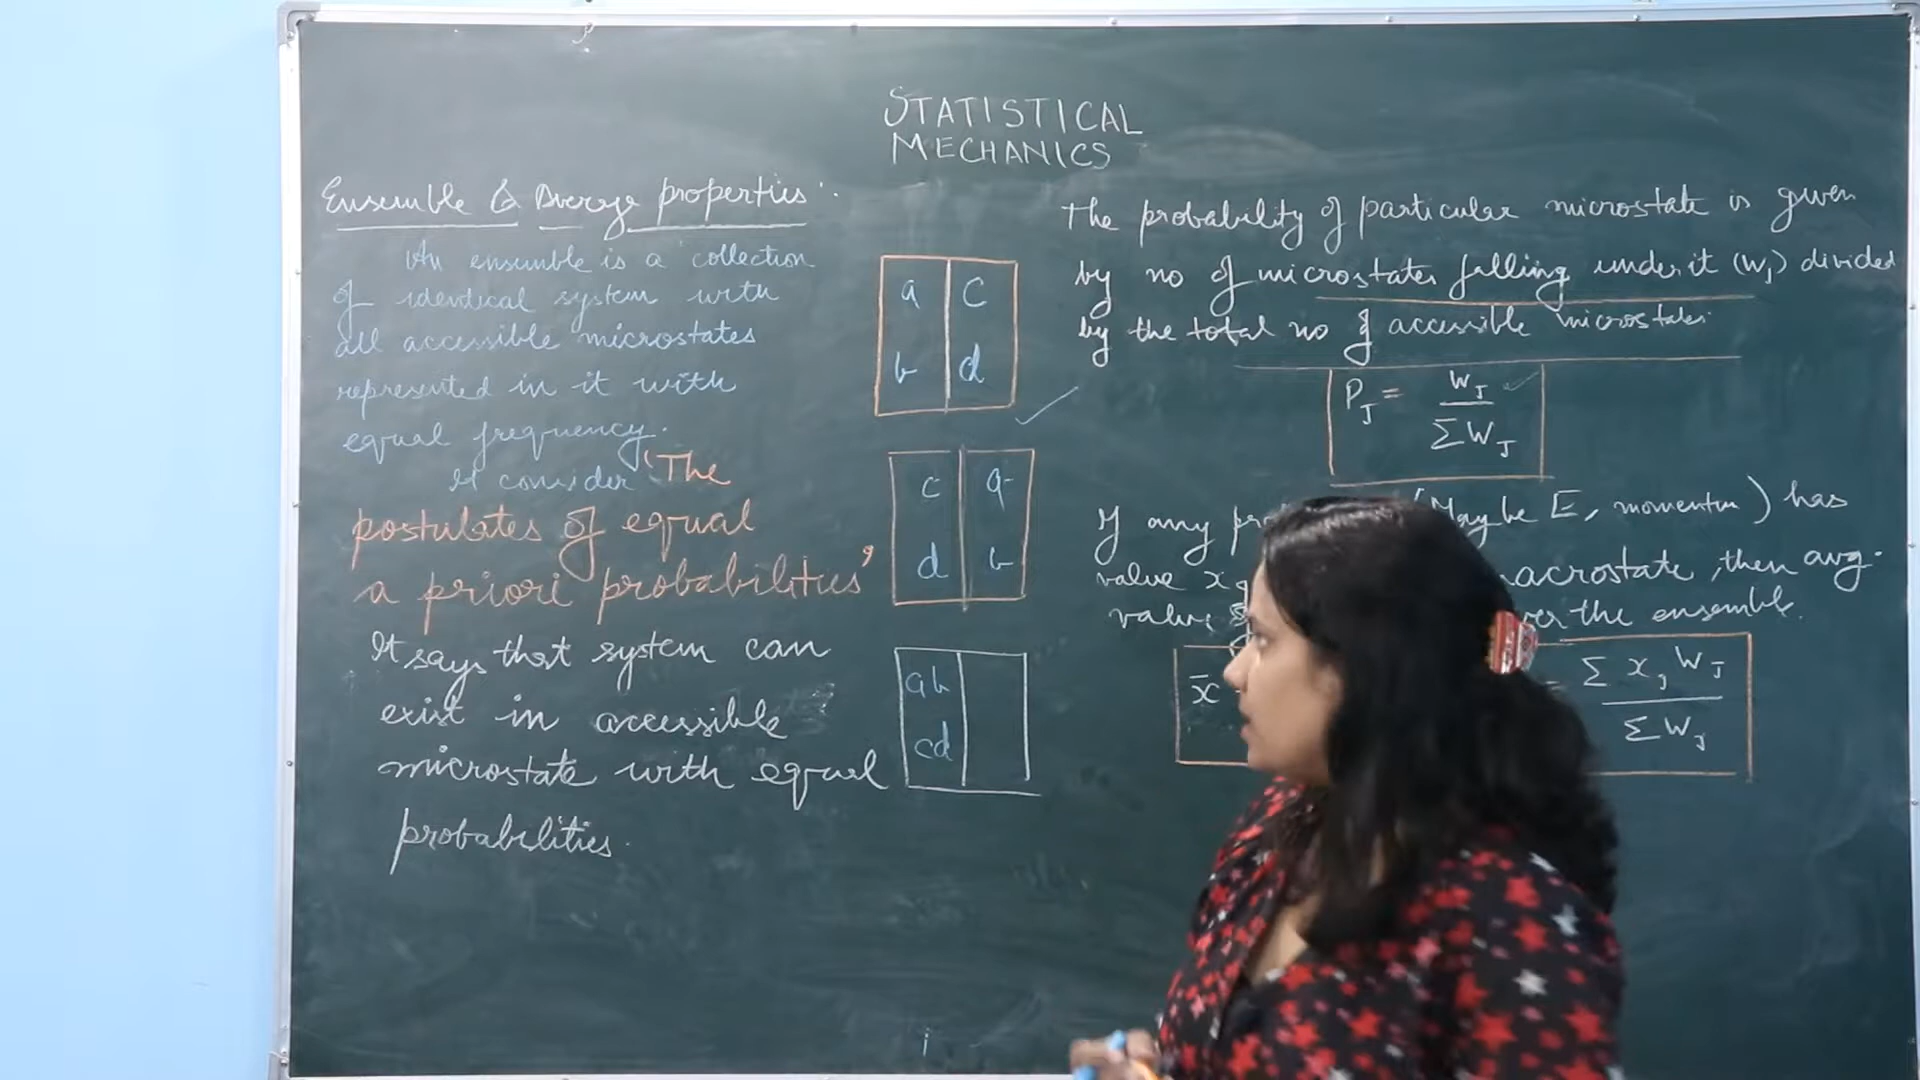 STATISTICAL
MECHANICS
Ensemble & Average properties :
An ensemble is a collection
of identical system with
all accessible microstates
represented in it with
equal frequency.
It consider "The
postulates of equal
a priori probabilities"
It says that system can
exist in accessible
microstate with equal
probabilities.
a c
b d
c a
d b
ab
cd
The probability of particular microstate is given
by no of microstates falling under it (WJ) divided
by the total no of accessible microstates.
PJ = WJ
ΣWJ
If any (Maybe E, momentum) has
value x macrostate, then avg.
value over the ensemble.
x̄ = Σ xJ WJ
ΣWJ